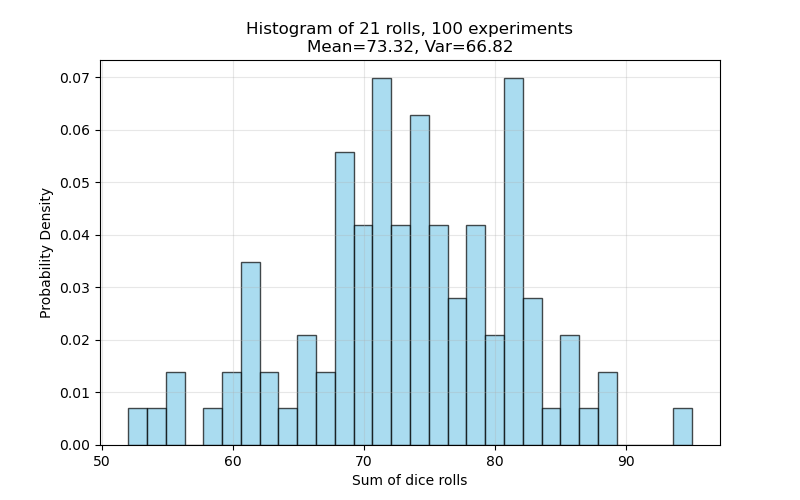 Histogram of 21 rolls, 100 experiments
Mean=73.32, Var=66.82
Probability Density
0.07
0.06
0.05
0.04
0.03
0.02
0.01
0.00
50 60 70 80 90
Sum of dice rolls